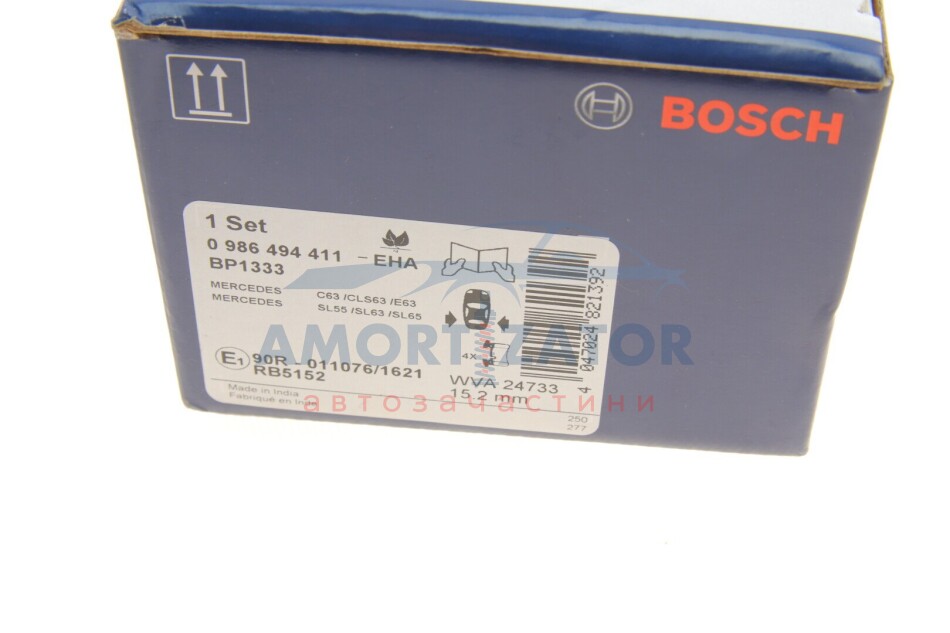 BOSCH
1 Set
0 986 494 411 - EHA
BP1333
MERCEDES C63 /CLS63 /E63
MERCEDES SL55 /SL63 /SL65
4x
E1 90R - 011076/1621
RB5152
WVA 24733
15.2 mm
Made in India
Fabriqué en Inde
250
277
4 047024 821392
AMORTIZATOR
автозапчастини